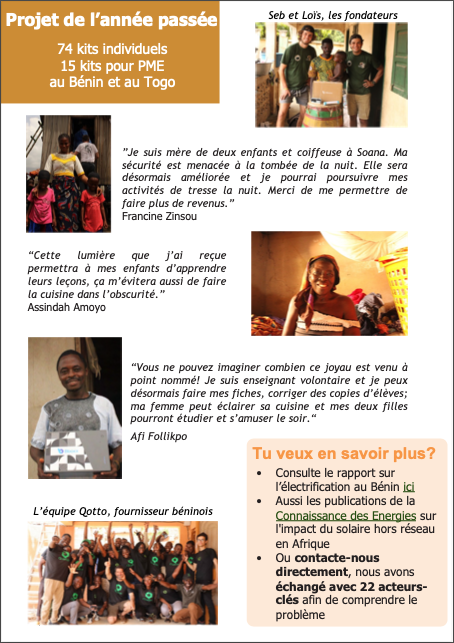 Projet de l'année passée
74 kits individuels
15 kits pour PME
au Bénin et au Togo
Seb et Loïs, les fondateurs
"Je suis mère de deux enfants et coiffeuse à Soana. Ma
sécurité est menacée à la tombée de la nuit. Elle sera
désormais améliorée et je pourrai poursuivre mes
activités de tresse la nuit. Merci de me permettre de
faire plus de revenus."
Francine Zinsou
"Cette lumière que j'ai reçue
permettra à mes enfants d'apprendre
leurs leçons, ça m'évitera aussi de faire
la cuisine dans l'obscurité."
Assindah Amoyo
"Vous ne pouvez imaginer combien ce joyau est venu à
point nommé! Je suis enseignant volontaire et je peux
désormais faire mes fiches, corriger des copies d'élèves;
ma femme peut éclairer sa cuisine et mes deux filles
pourront étudier et s'amuser le soir."
Afi Follikpo
L'équipe Qotto, fournisseur béninois
Tu veux en savoir plus?
• Consulte le rapport sur
l'électrification au Bénin ici
• Aussi les publications de la
Connaissance des Energies sur
l'impact du solaire hors réseau
en Afrique
• Ou contacte-nous
directement, nous avons
échangé avec 22 acteurs-
clés afin de comprendre le
problème